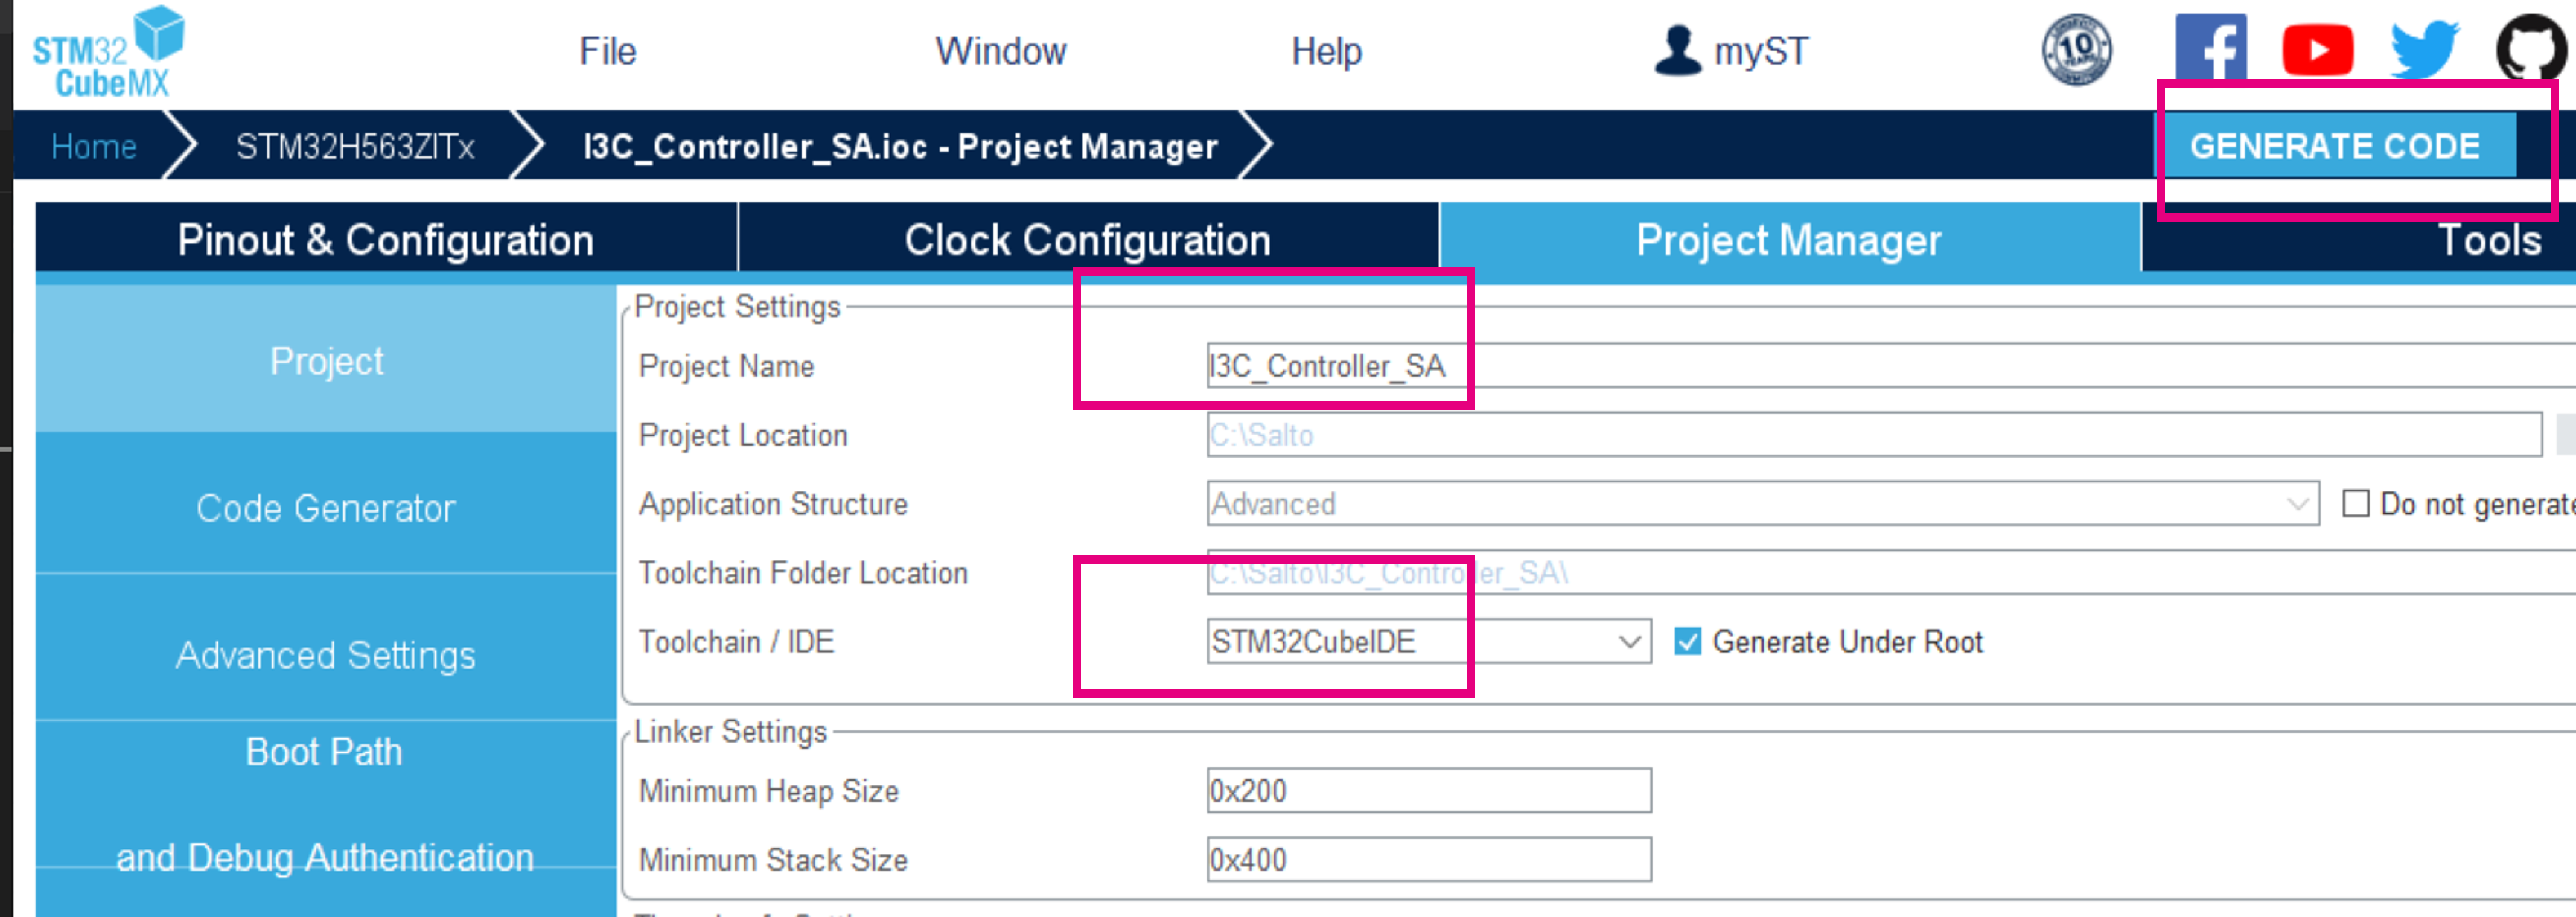 STM32
CubeMX
File
Window
Help
myST
10
Home
STM32H563ZITx
I3C_Controller_SA.ioc - Project Manager
GENERATE CODE
Pinout & Configuration
Clock Configuration
Project Manager
Tools
Project
Code Generator
Advanced Settings
Boot Path
and Debug Authentication
Project Settings
Project Name
I3C_Controller_SA
Project Location
C:\Salto
Application Structure
Advanced
Do not generate
Toolchain Folder Location
C:\Salto\I3C_Controller_SA\
Toolchain / IDE
STM32CubeIDE
Generate Under Root
Linker Settings
Minimum Heap Size
0x200
Minimum Stack Size
0x400